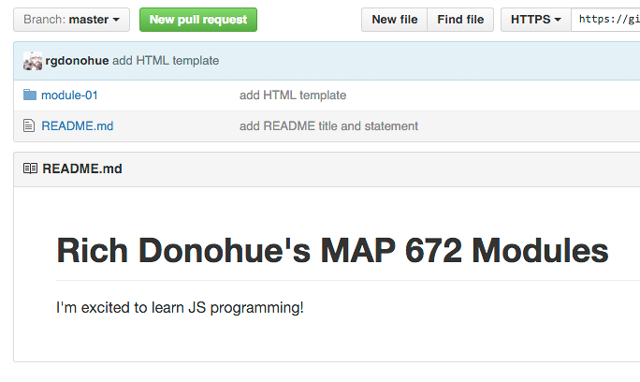 Branch: master New pull request New file Find file HTTPS https://gi
rgdonohue add HTML template
module-01 add HTML template
README.md add README title and statement
README.md
Rich Donohue's MAP 672 Modules
I'm excited to learn JS programming!